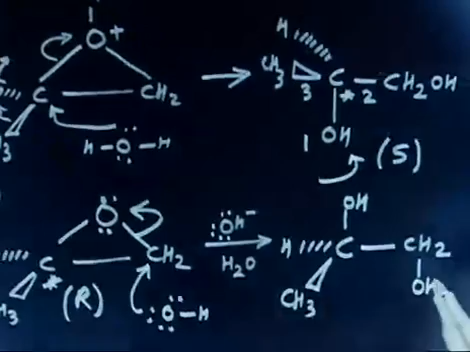 O+
H
C CH2
CH3 3 C* 2 CH2OH
H-O-H
1 OH
(S)
O
:OH-
H2O
OH
C* CH2
H C CH2
(R)
:O-H
CH3
OH